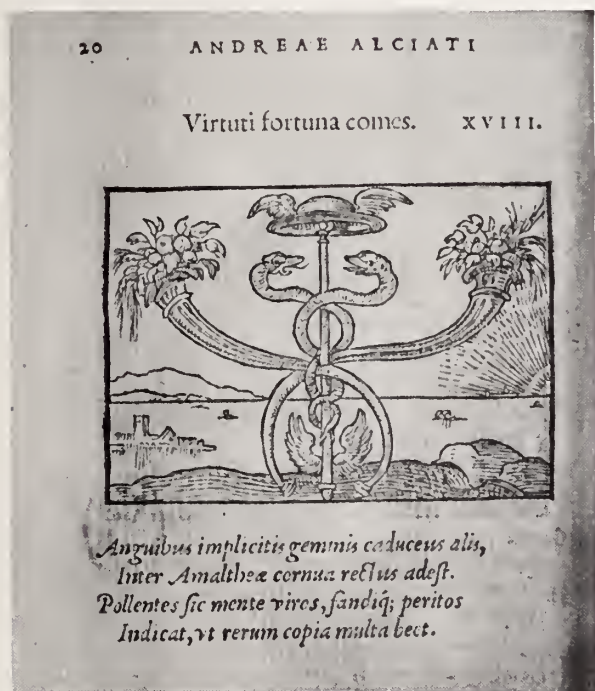 20 ANDREAE ALCIATI
Virtuti fortuna comes. XVIII.
Anguibus implicitis geminis caduceus alis,
Inter Amaltheæ cornua rectus adest.
Pollentes sic mente viros, fandiq́; peritos
Indicat, vt rerum copia multa beet.